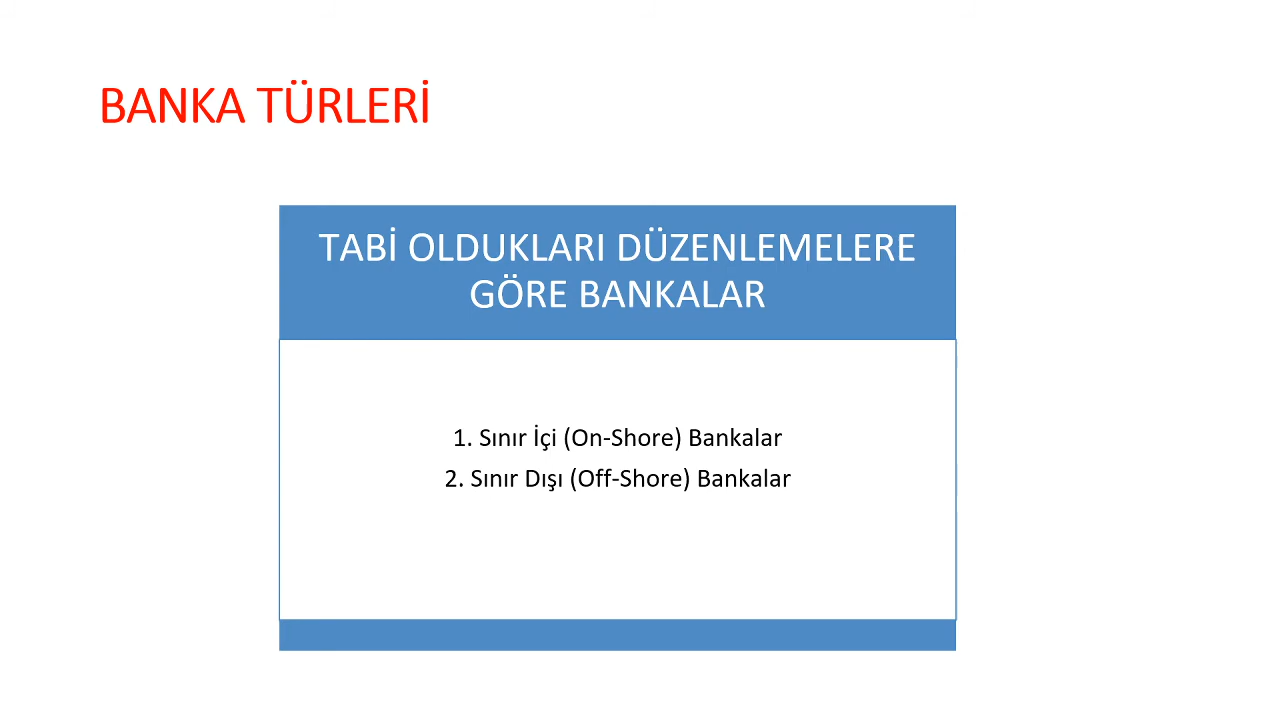 BANKA TÜRLERİ
TABİ OLDUKLARI DÜZENLEMELERE
GÖRE BANKALAR
1. Sınır İçi (On-Shore) Bankalar
2. Sınır Dışı (Off-Shore) Bankalar